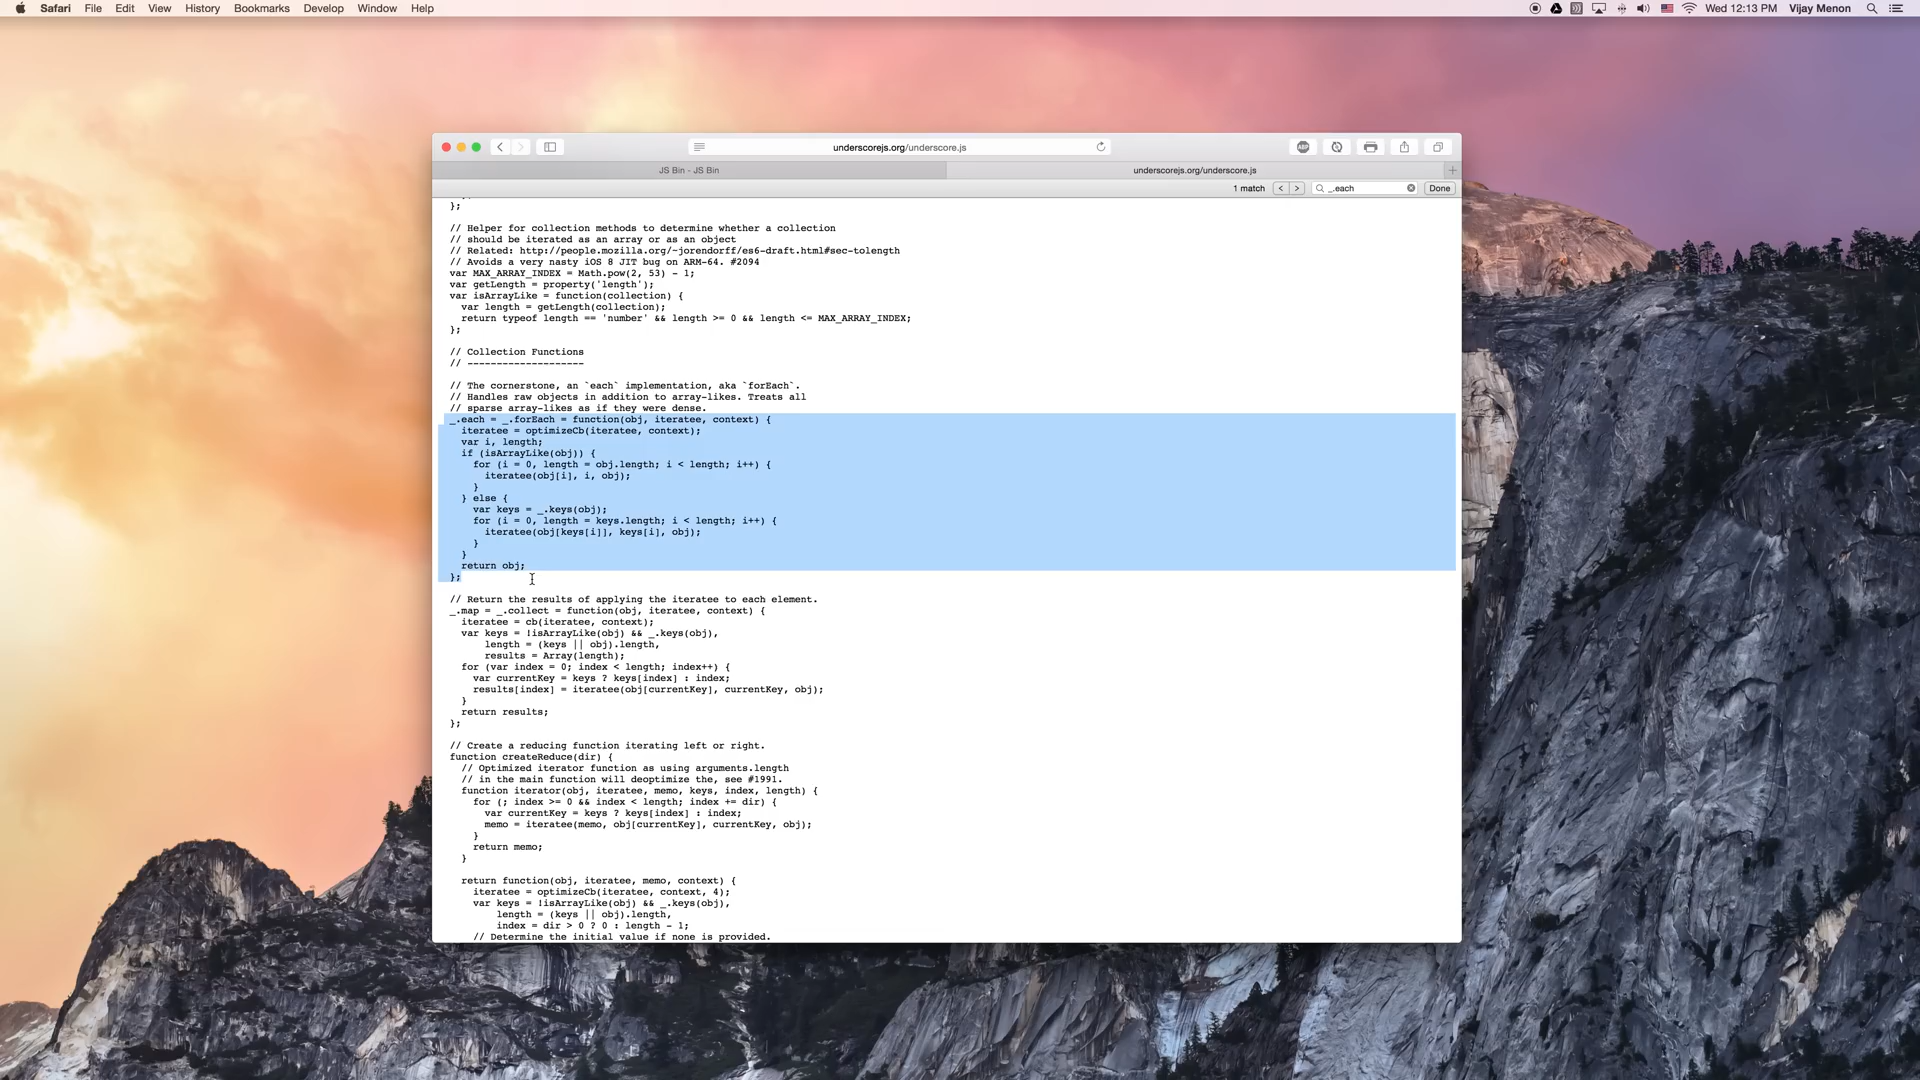 Safari File Edit View History Bookmarks Develop Window Help
Wed 12:13 PM Vijay Menon
underscorejs.org/underscore.js
ABP
JS Bin - JS Bin
underscorejs.org/underscore.js
1 match
_.each
Done
};
// Helper for collection methods to determine whether a collection
// should be iterated as an array or as an object
// Related: http://people.mozilla.org/~jorendorff/es6-draft.html#sec-tolength
// Avoids a very nasty iOS 8 JIT bug on ARM-64. #2094
var MAX_ARRAY_INDEX = Math.pow(2, 53) - 1;
var getLength = property('length');
var isArrayLike = function(collection) {
var length = getLength(collection);
return typeof length == 'number' && length >= 0 && length <= MAX_ARRAY_INDEX;
};
// Collection Functions
// --------------------
// The cornerstone, an `each` implementation, aka `forEach`.
// Handles raw objects in addition to array-likes. Treats all
// sparse array-likes as if they were dense.
_.each = _.forEach = function(obj, iteratee, context) {
iteratee = optimizeCb(iteratee, context);
var i, length;
if (isArrayLike(obj)) {
for (i = 0, length = obj.length; i < length; i++) {
iteratee(obj[i], i, obj);
}
} else {
var keys = _.keys(obj);
for (i = 0, length = keys.length; i < length; i++) {
iteratee(obj[keys[i]], keys[i], obj);
}
}
return obj;
};
// Return the results of applying the iteratee to each element.
_.map = _.collect = function(obj, iteratee, context) {
iteratee = cb(iteratee, context);
var keys = !isArrayLike(obj) && _.keys(obj),
length = (keys || obj).length,
results = Array(length);
for (var index = 0; index < length; index++) {
var currentKey = keys ? keys[index] : index;
results[index] = iteratee(obj[currentKey], currentKey, obj);
}
return results;
};
// Create a reducing function iterating left or right.
function createReduce(dir) {
// Optimized iterator function as using arguments.length
// in the main function will deoptimize the, see #1991.
function iterator(obj, iteratee, memo, keys, index, length) {
for (; index >= 0 && index < length; index += dir) {
var currentKey = keys ? keys[index] : index;
memo = iteratee(memo, obj[currentKey], currentKey, obj);
}
return memo;
}
return function(obj, iteratee, memo, context) {
iteratee = optimizeCb(iteratee, context, 4);
var keys = !isArrayLike(obj) && _.keys(obj),
length = (keys || obj).length,
index = dir > 0 ? 0 : length - 1;
// Determine the initial value if none is provided.